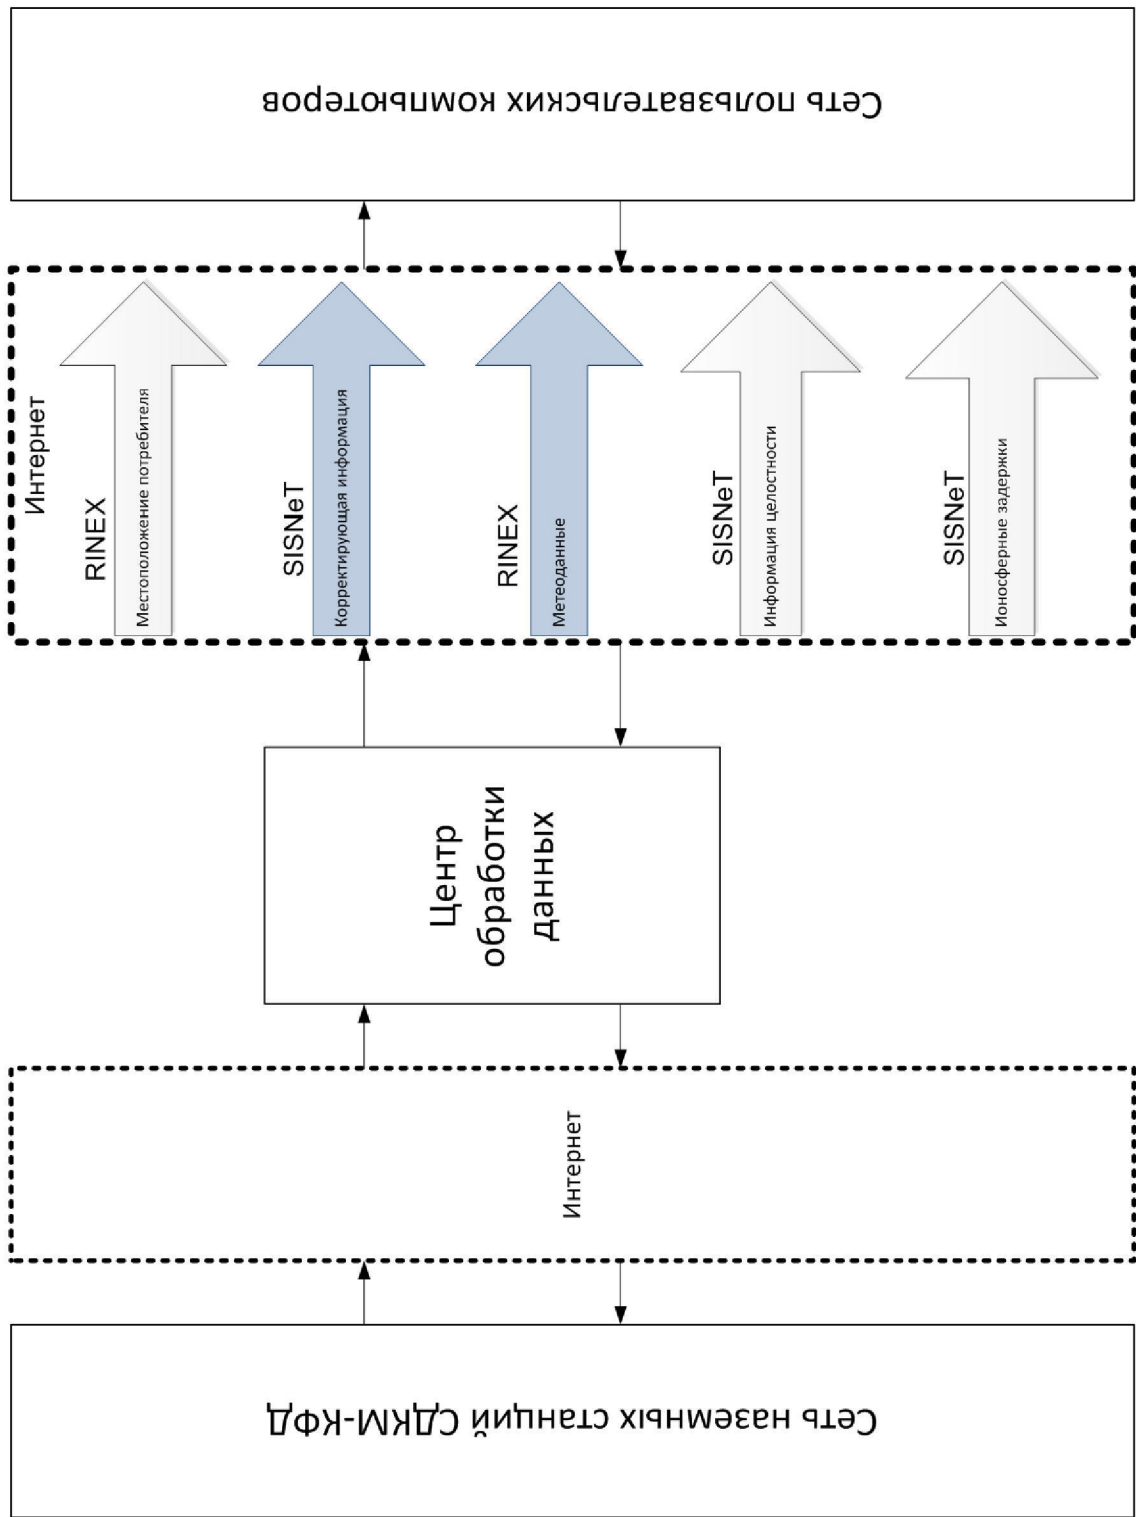 Сеть пользвательских компьютеров
Интернет
RINEX
Местоположение потребителя
SISNeT
Корректирующая информация
RINEX
Метеоданные
SISNeT
Информация целостности
SISNeT
Ионосферные задержки
Центр
обработки
данных
Интернет
Сеть наземных станций СДКМ-КФД